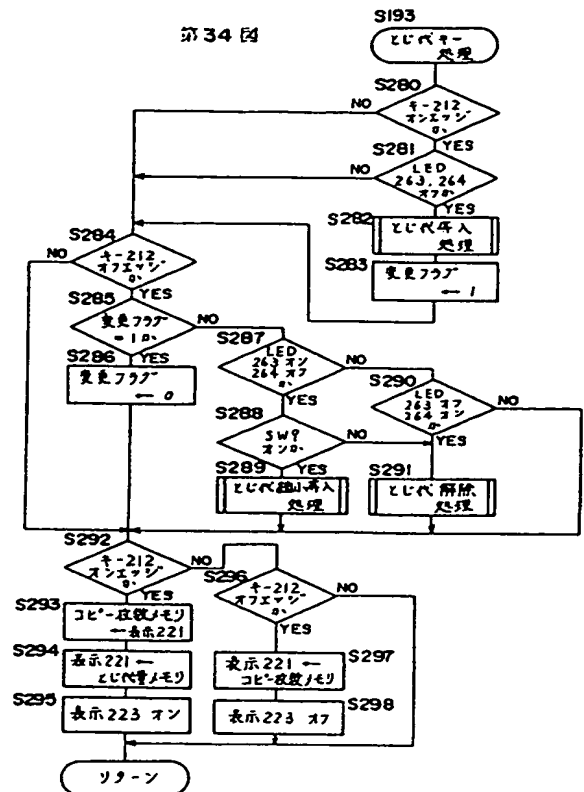 第34図
S193
とじ代キー
処理
S280
キー212
オンエッジ
か
NO
YES
S281
LED
263,264
オフか
NO
YES
S282
とじ代再入
処理
S283
変更フラグ
← 1
S284
キー212
オフエッジ
か
NO
YES
S285
変更フラグ
=1か
NO
YES
S286
変更フラグ
← 0
S287
LED
263オン
264オフ
か
NO
YES
S288
SW9
オンか
NO
YES
S289
とじ代縮小再入
処理
S290
LED
263オフ
264オン
か
NO
YES
S291
とじ代解除
処理
S292
キー212
オンエッジ
か
NO
YES
S293
コピー枚数メモリ
←表示221
S294
表示221←
とじ代量メモリ
S295
表示223 オン
S296
キー212
オフエッジ
か
NO
YES
S297
表示221←
コピー枚数メモリ
S298
表示223 オフ
リターン